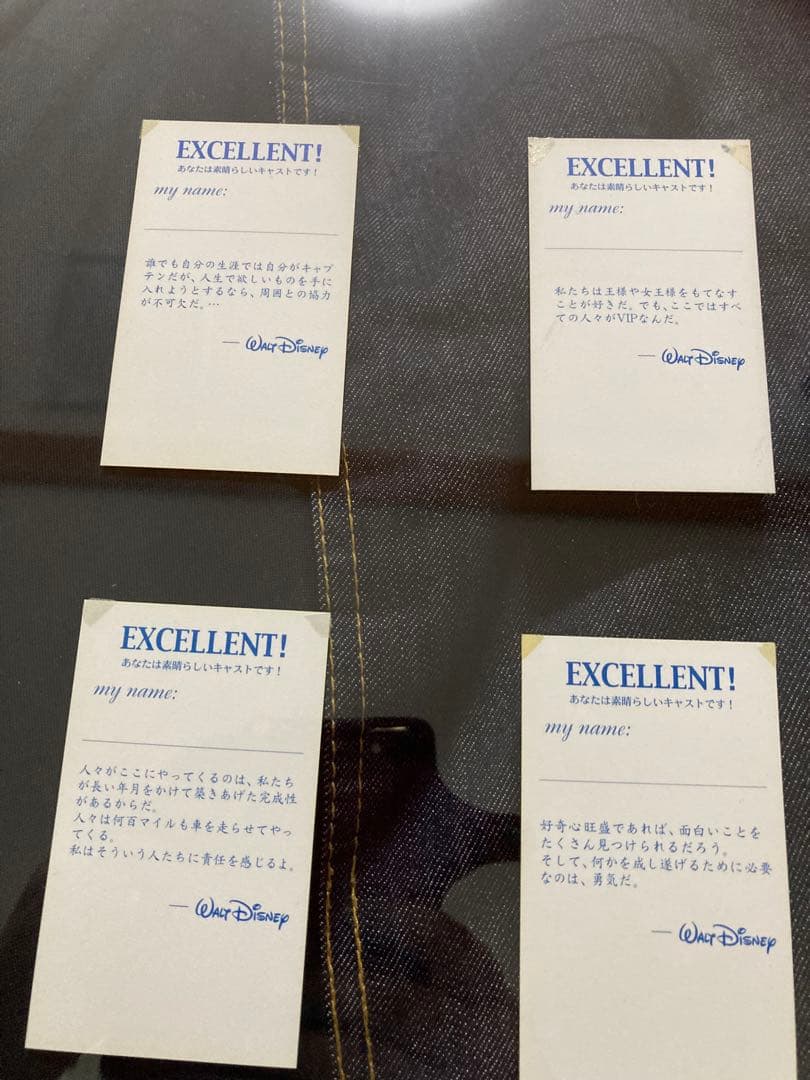 EXCELLENT!
あなたは素晴らしいキャストです！
my name:
誰でも自分の生涯では自分がキャプ
テンだが、人生で欲しいものを手に
入れようとするなら、周囲との協力
が不可欠だ。…
— WALT DISNEY
EXCELLENT!
あなたは素晴らしいキャストです！
my name:
私たちは王様や女王様をもてなす
ことが好きだ。でも、ここではすべ
ての人々がVIPなんだ。
— WALT DISNEY
EXCELLENT!
あなたは素晴らしいキャストです！
my name:
人々がここにやってくるのは、私たち
が長い年月をかけて築きあげた完成性
があるからだ。
人々は何百マイルも車を走らせてやっ
てくる。
私はそういう人たちに責任を感じるよ。
— WALT DISNEY
EXCELLENT!
あなたは素晴らしいキャストです！
my name:
好奇心旺盛であれば、面白いことを
たくさん見つけられるだろう。
そして、何かを成し遂げるために必要
なのは、勇気だ。
— WALT DISNEY